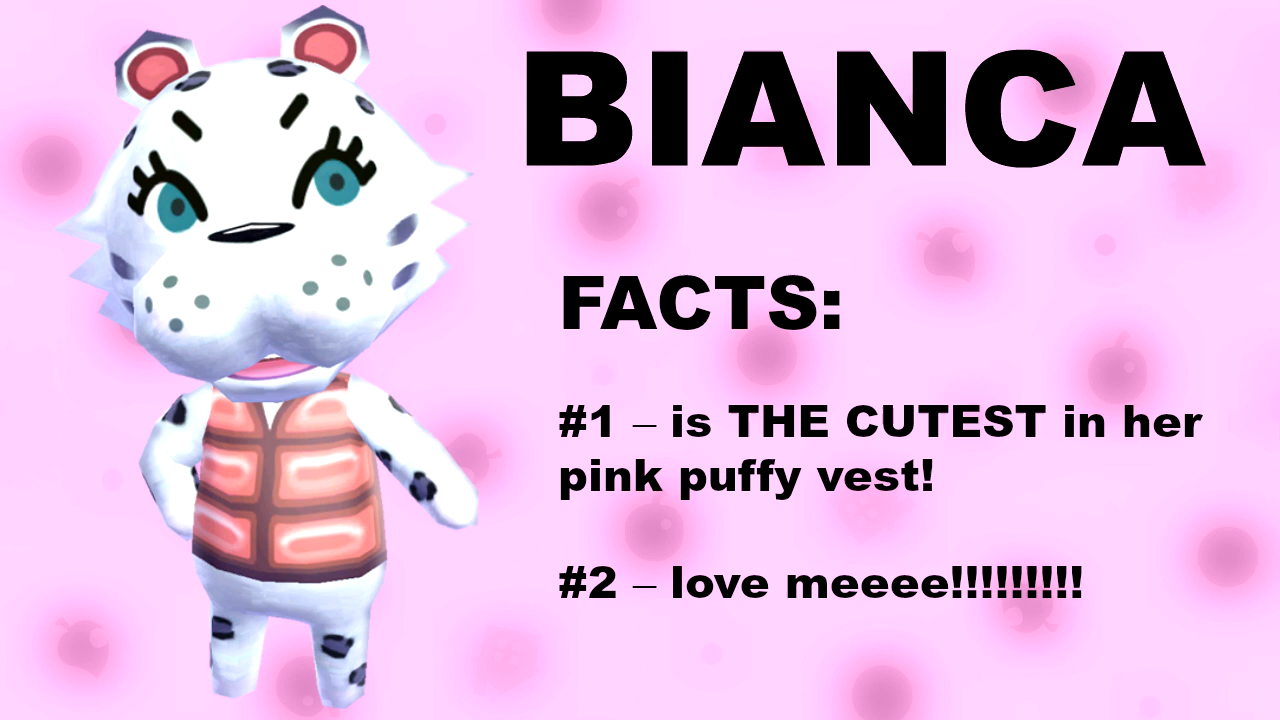 BIANCA
FACTS:
#1 – is THE CUTEST in her
pink puffy vest!
#2 – love meeee!!!!!!!!!